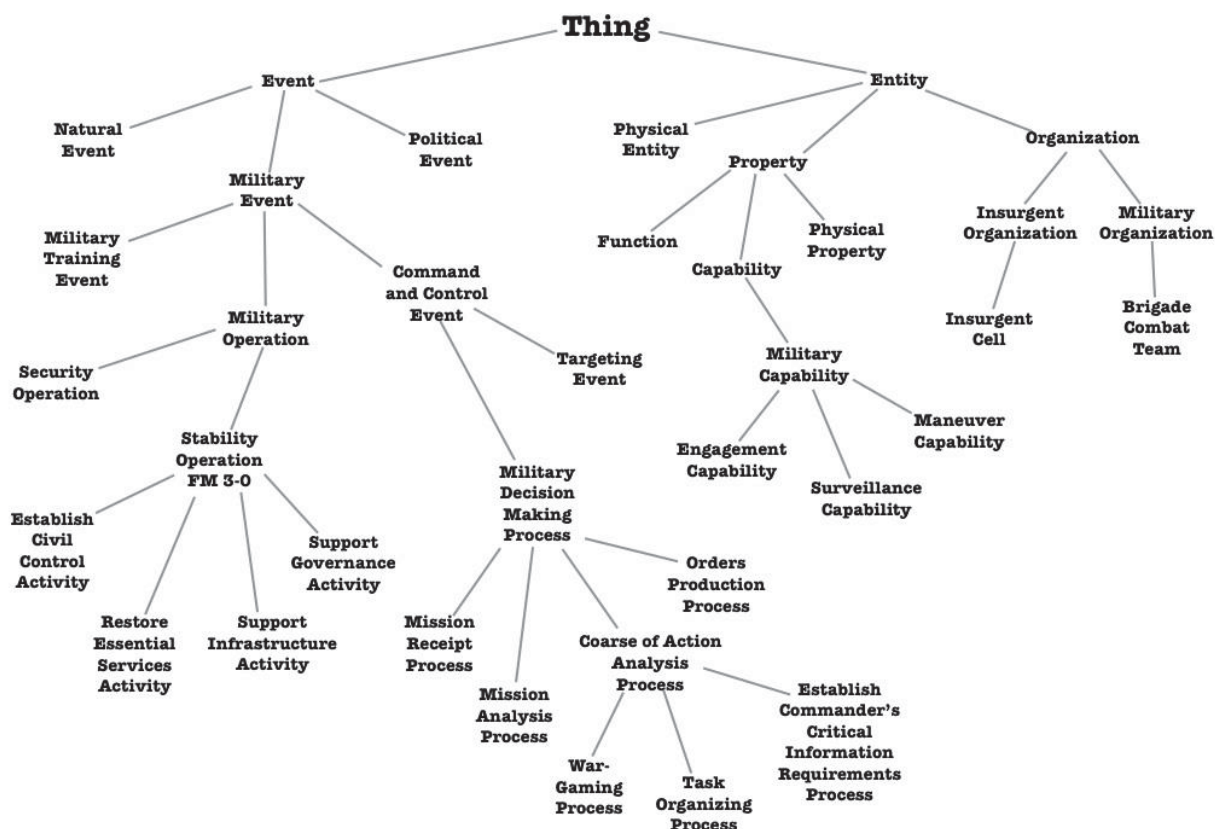 Thing
Event
Entity
Natural
Event
Political
Event
Physical
Entity
Organization
Property
Military
Event
Insurgent
Organization
Military
Organization
Function
Physical
Property
Military
Training
Event
Capability
Command
and Control
Event
Brigade
Combat
Team
Insurgent
Cell
Military
Operation
Targeting
Event
Military
Capability
Security
Operation
Maneuver
Capability
Stability
Operation
FM 3-0
Engagement
Capability
Military
Decision
Making
Process
Surveillance
Capability
Establish
Civil
Control
Activity
Support
Governance
Activity
Orders
Production
Process
Restore
Essential
Services
Activity
Support
Infrastructure
Activity
Mission
Receipt
Process
Coarse of Action
Analysis
Process
Mission
Analysis
Process
Establish
Commander's
Critical
Information
Requirements
Process
War-
Gaming
Process
Task
Organizing
Process